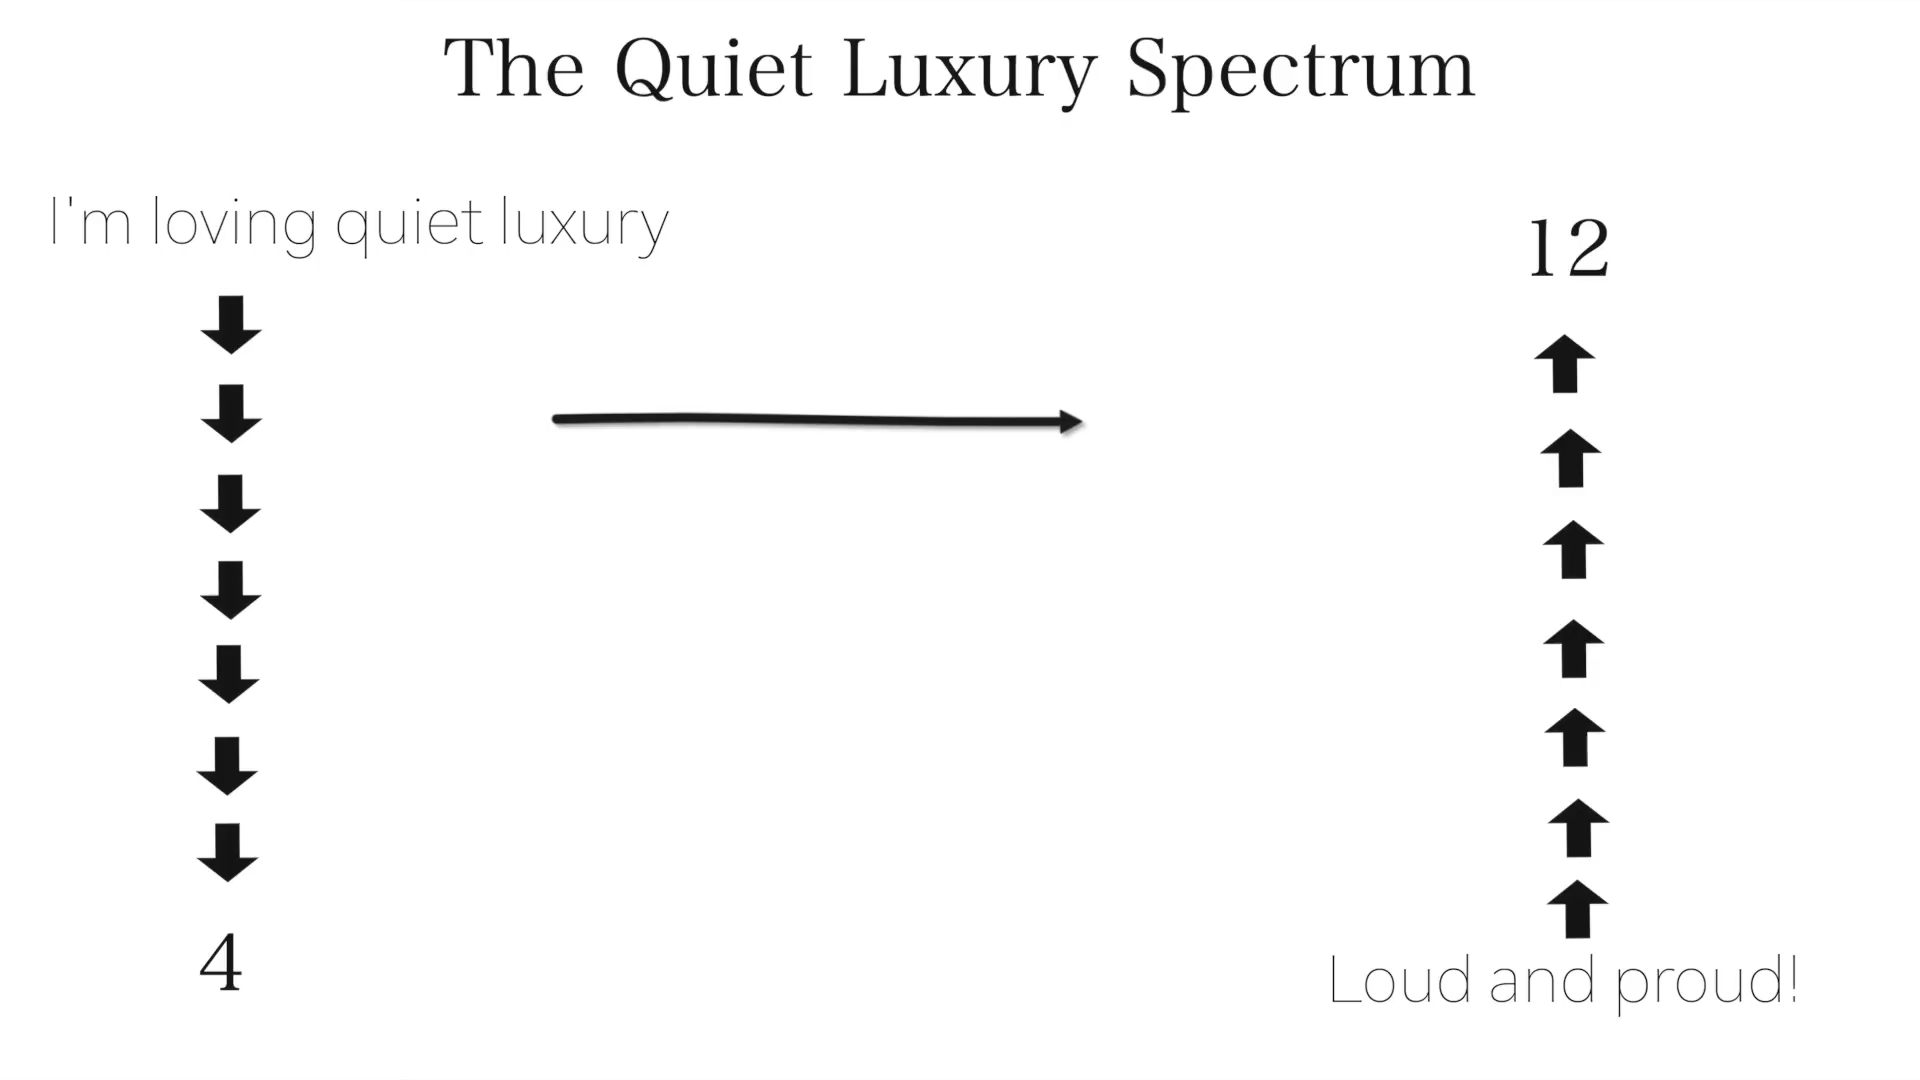 The Quiet Luxury Spectrum
I'm loving quiet luxury
12
4
Loud and proud!